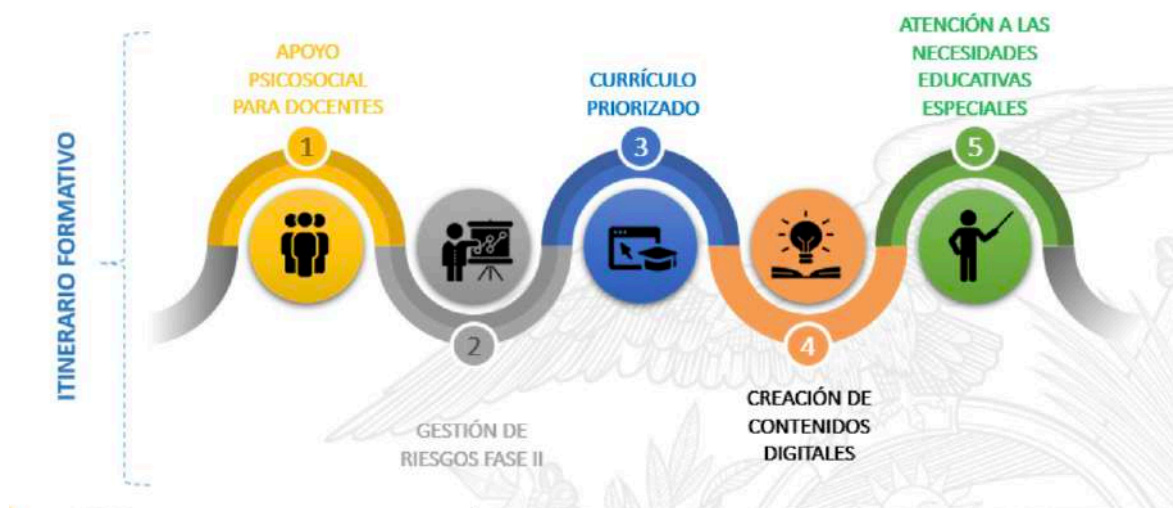 ITINERARIO FORMATIVO
APOYO
PSICOSOCIAL
PARA DOCENTES
1
2
GESTIÓN DE
RIESGOS FASE II
CURRÍCULO
PRIORIZADO
3
4
CREACIÓN DE
CONTENIDOS
DIGITALES
ATENCIÓN A LAS
NECESIDADES
EDUCATIVAS
ESPECIALES
5